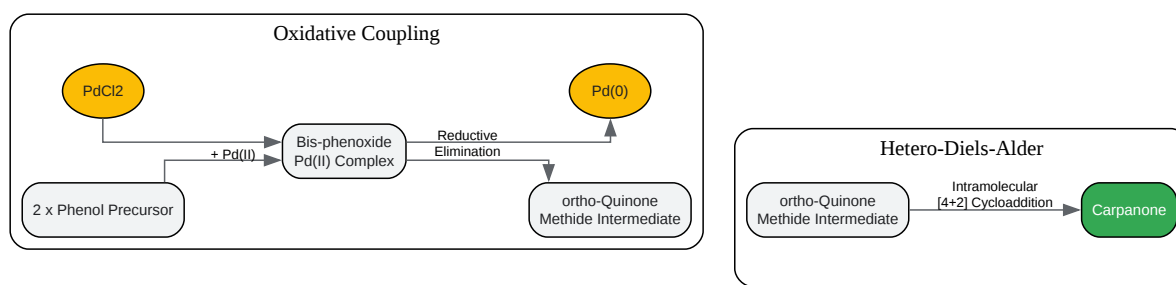 Oxidative Coupling
PdCl2
Pd(0)
+ Pd(II)
Bis-phenoxide
Pd(II) Complex
Reductive
Elimination
2 x Phenol Precursor
ortho-Quinone
Methide Intermediate
Hetero-Diels-Alder
ortho-Quinone
Methide Intermediate
Intramolecular
[4+2] Cycloaddition
Carpanone